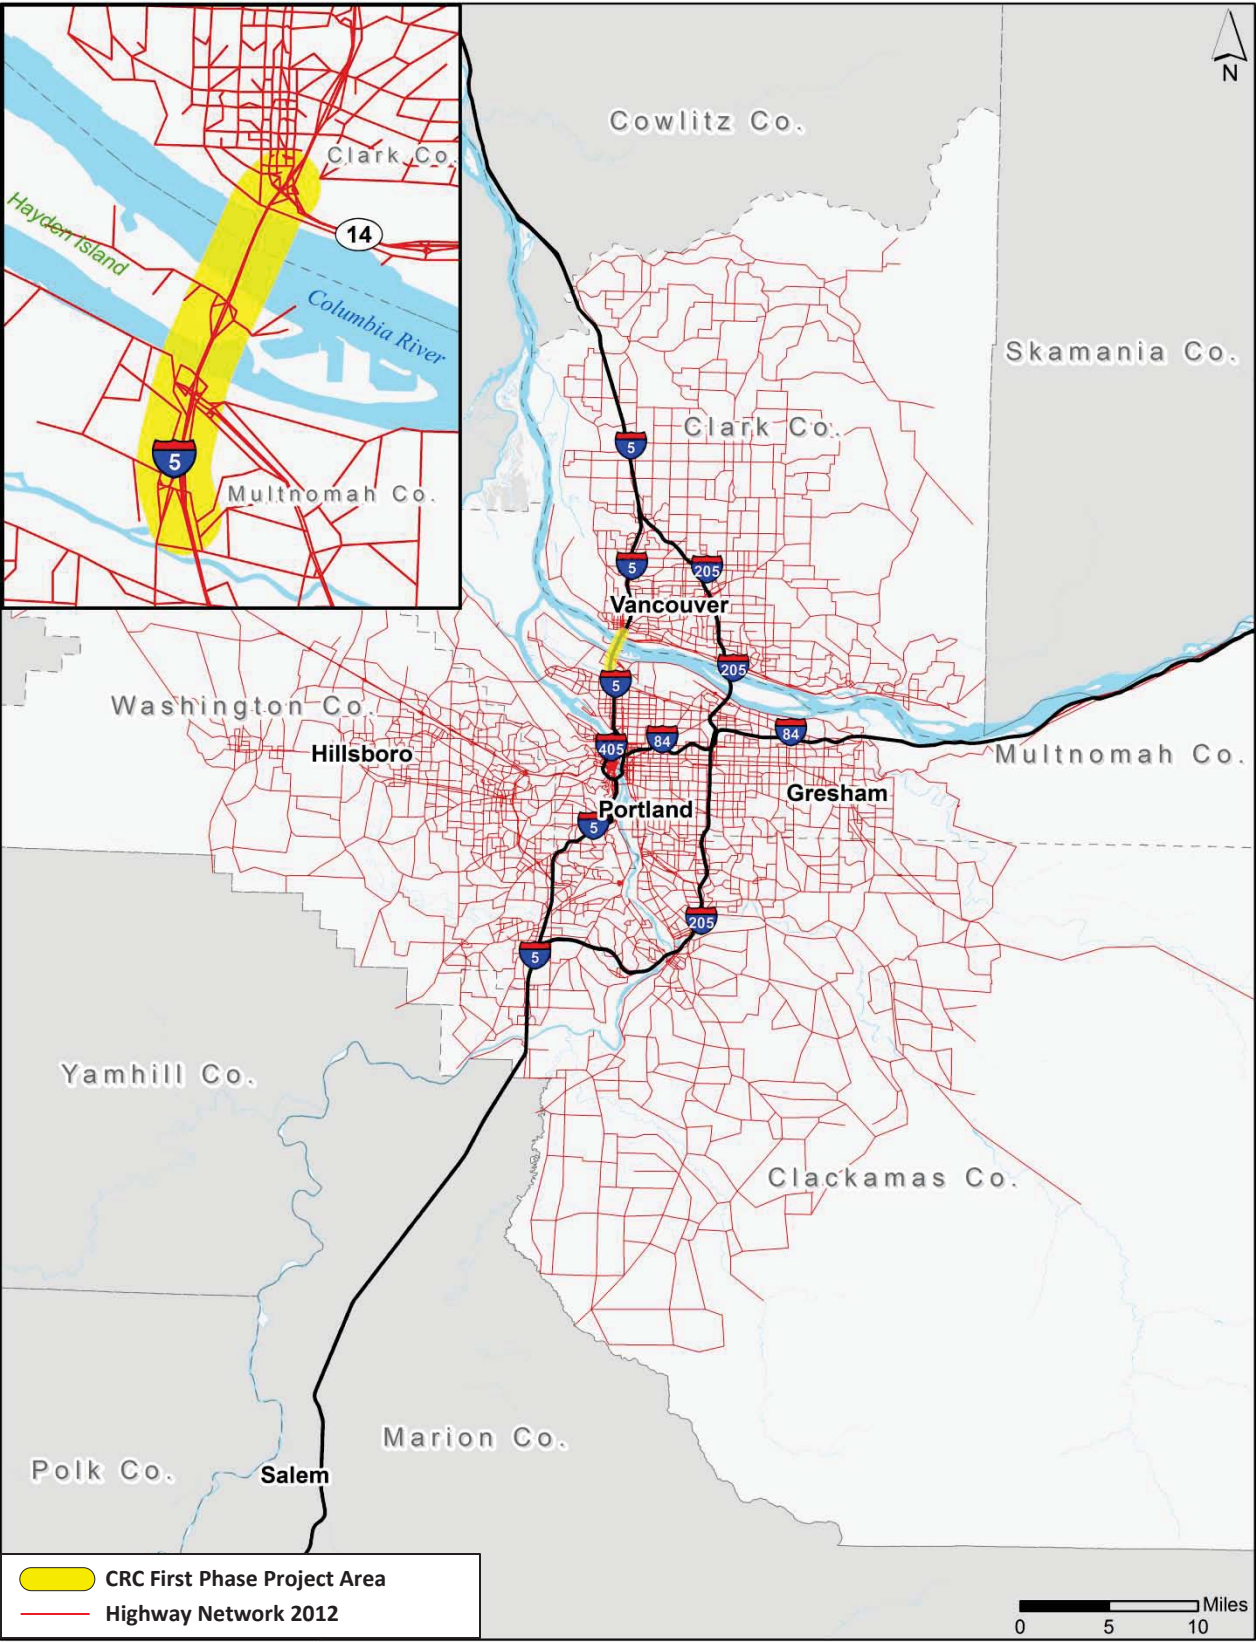 N
Cowlitz Co.
Clark Co.
Hayden Island
14
Columbia River
5
Multnomah Co.
Skamania Co.
Clark Co.
5
5
205
Vancouver
205
5
Washington Co.
84
84
405
Hillsboro
Multnomah Co.
Gresham
Portland
5
205
5
Yamhill Co.
Clackamas Co.
Marion Co.
Polk Co.
Salem
CRC First Phase Project Area
Highway Network 2012
Miles
0 5 10